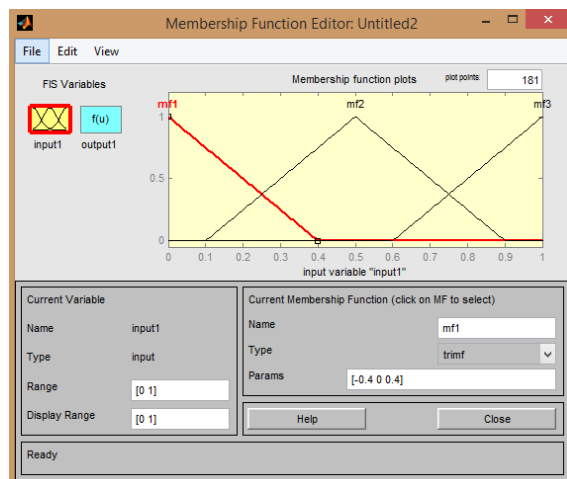 Membership Function Editor: Untitled2
File Edit View
FIS Variables
f(u)
input1 output1
Membership function plots
plot points:
181
mf1 mf2 mf3
1
0.5
0
0 0.1 0.2 0.3 0.4 0.5 0.6 0.7 0.8 0.9 1
input variable "input1"
Current Variable
Name input1
Type input
Range [0 1]
Display Range [0 1]
Current Membership Function (click on MF to select)
Name mf1
Type trimf
Params [-0.4 0 0.4]
Help Close
Ready